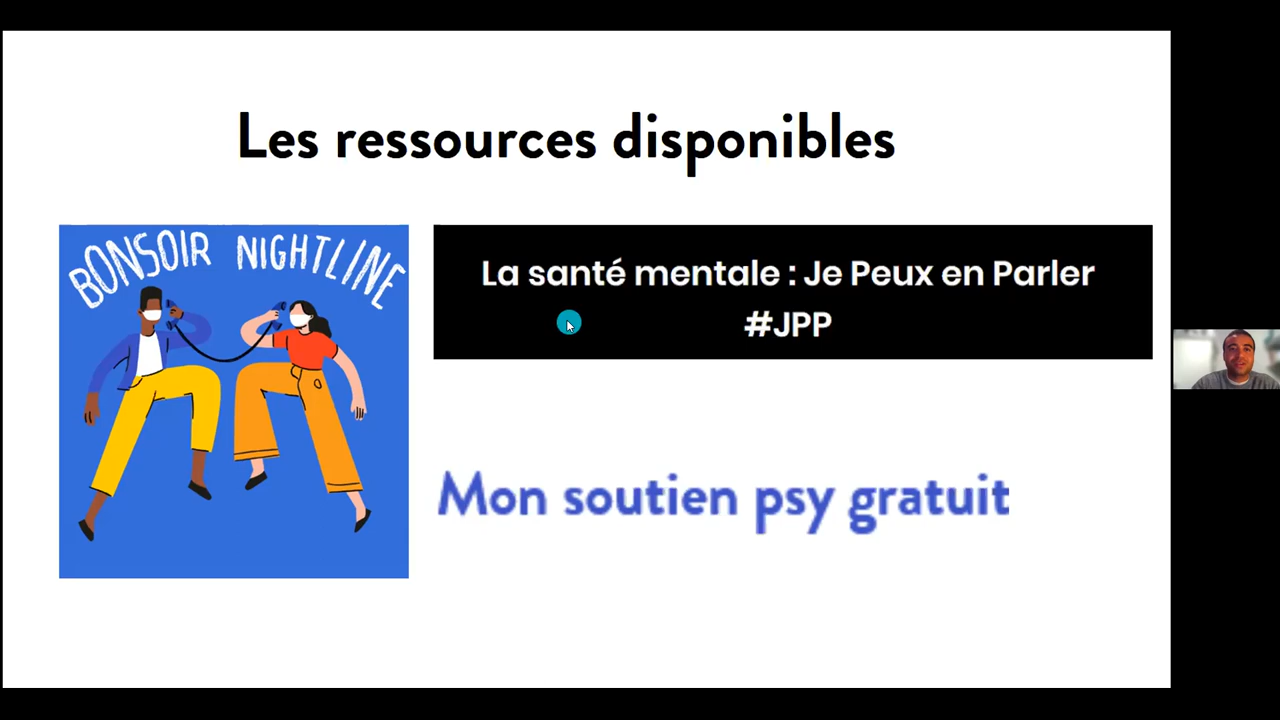 Les ressources disponibles
BONSOIR NIGHTLINE
La santé mentale : Je Peux en Parler
#JPP
Mon soutien psy gratuit